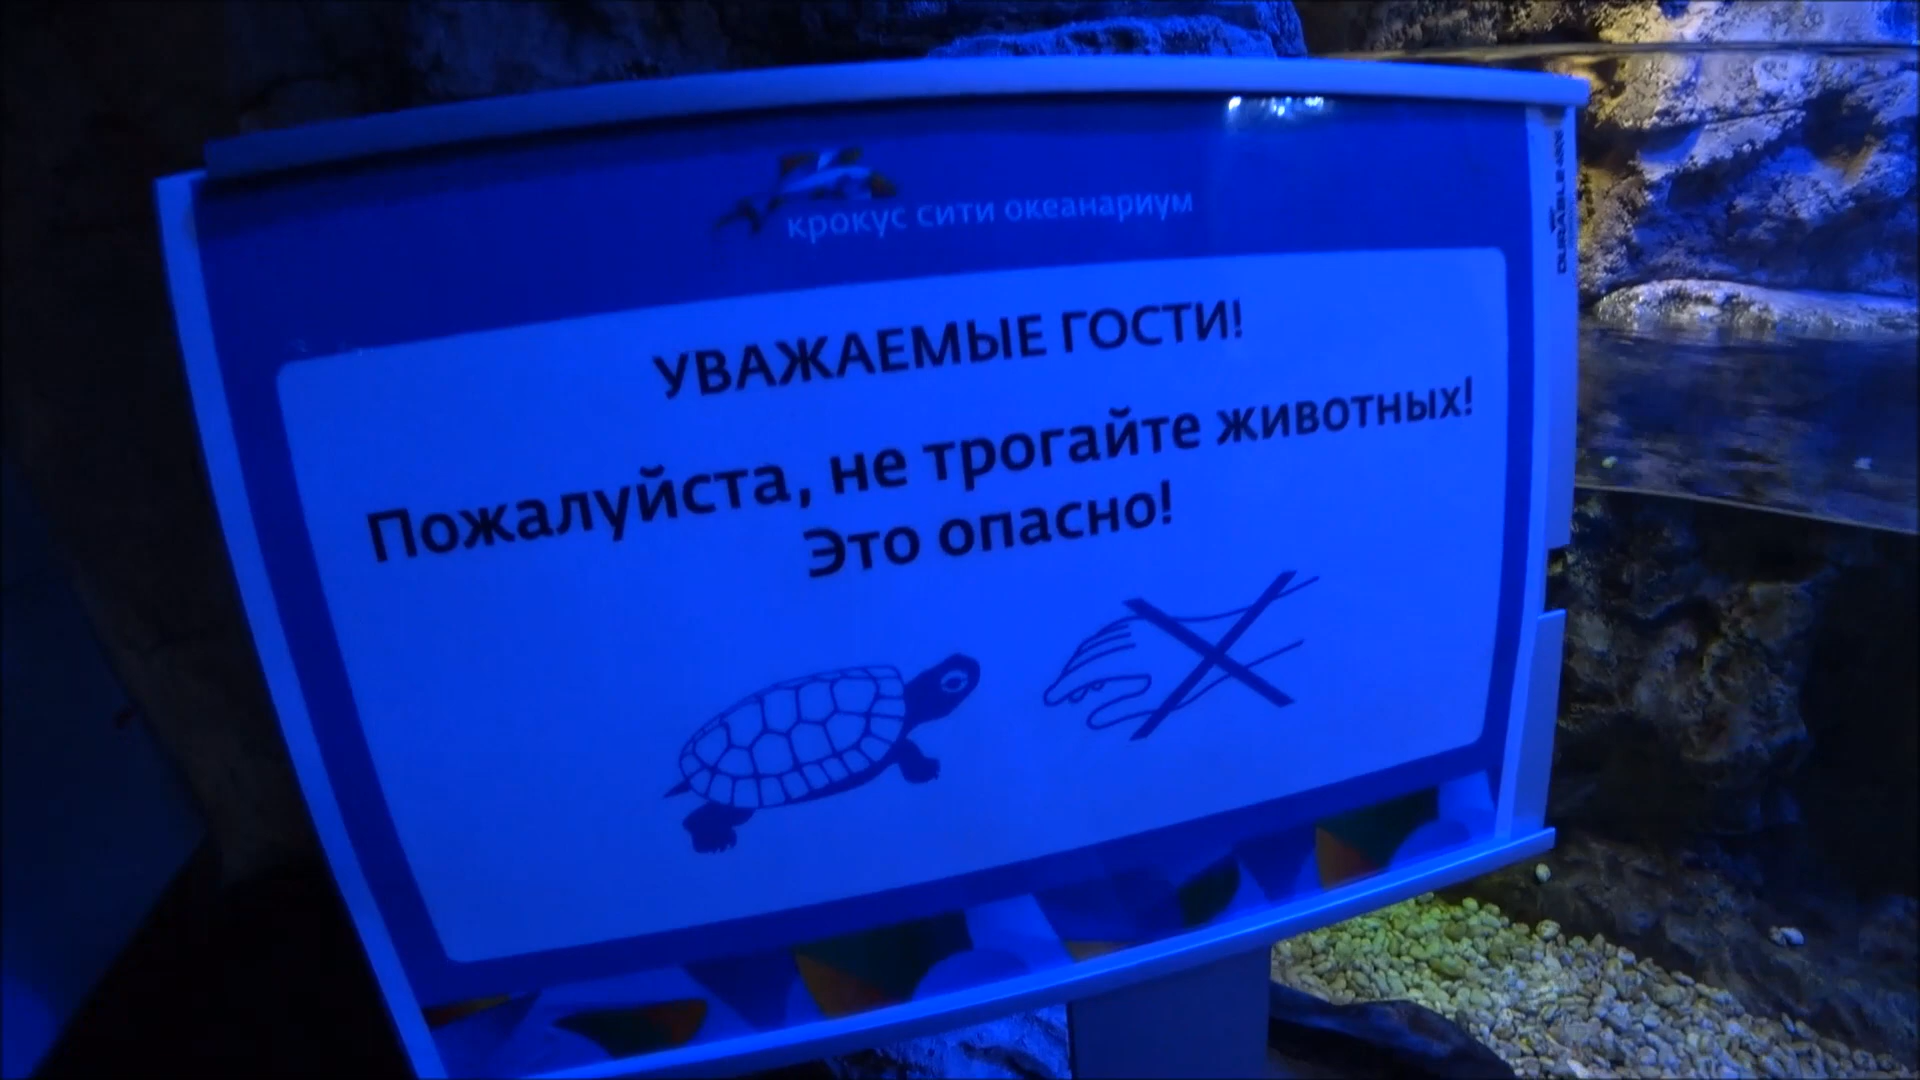 крокус сити океанариум
УВАЖАЕМЫЕ ГОСТИ!
Пожалуйста, не трогайте животных!
Это опасно!